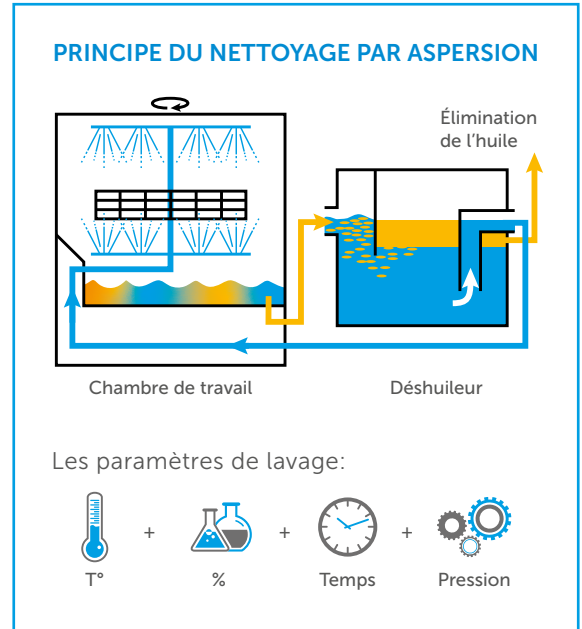 PRINCIPE DU NETTOYAGE PAR ASPERSION
Élimination
de l'huile
Chambre de travail
Déshuileur
Les paramètres de lavage:
+ + +
T° % Temps Pression